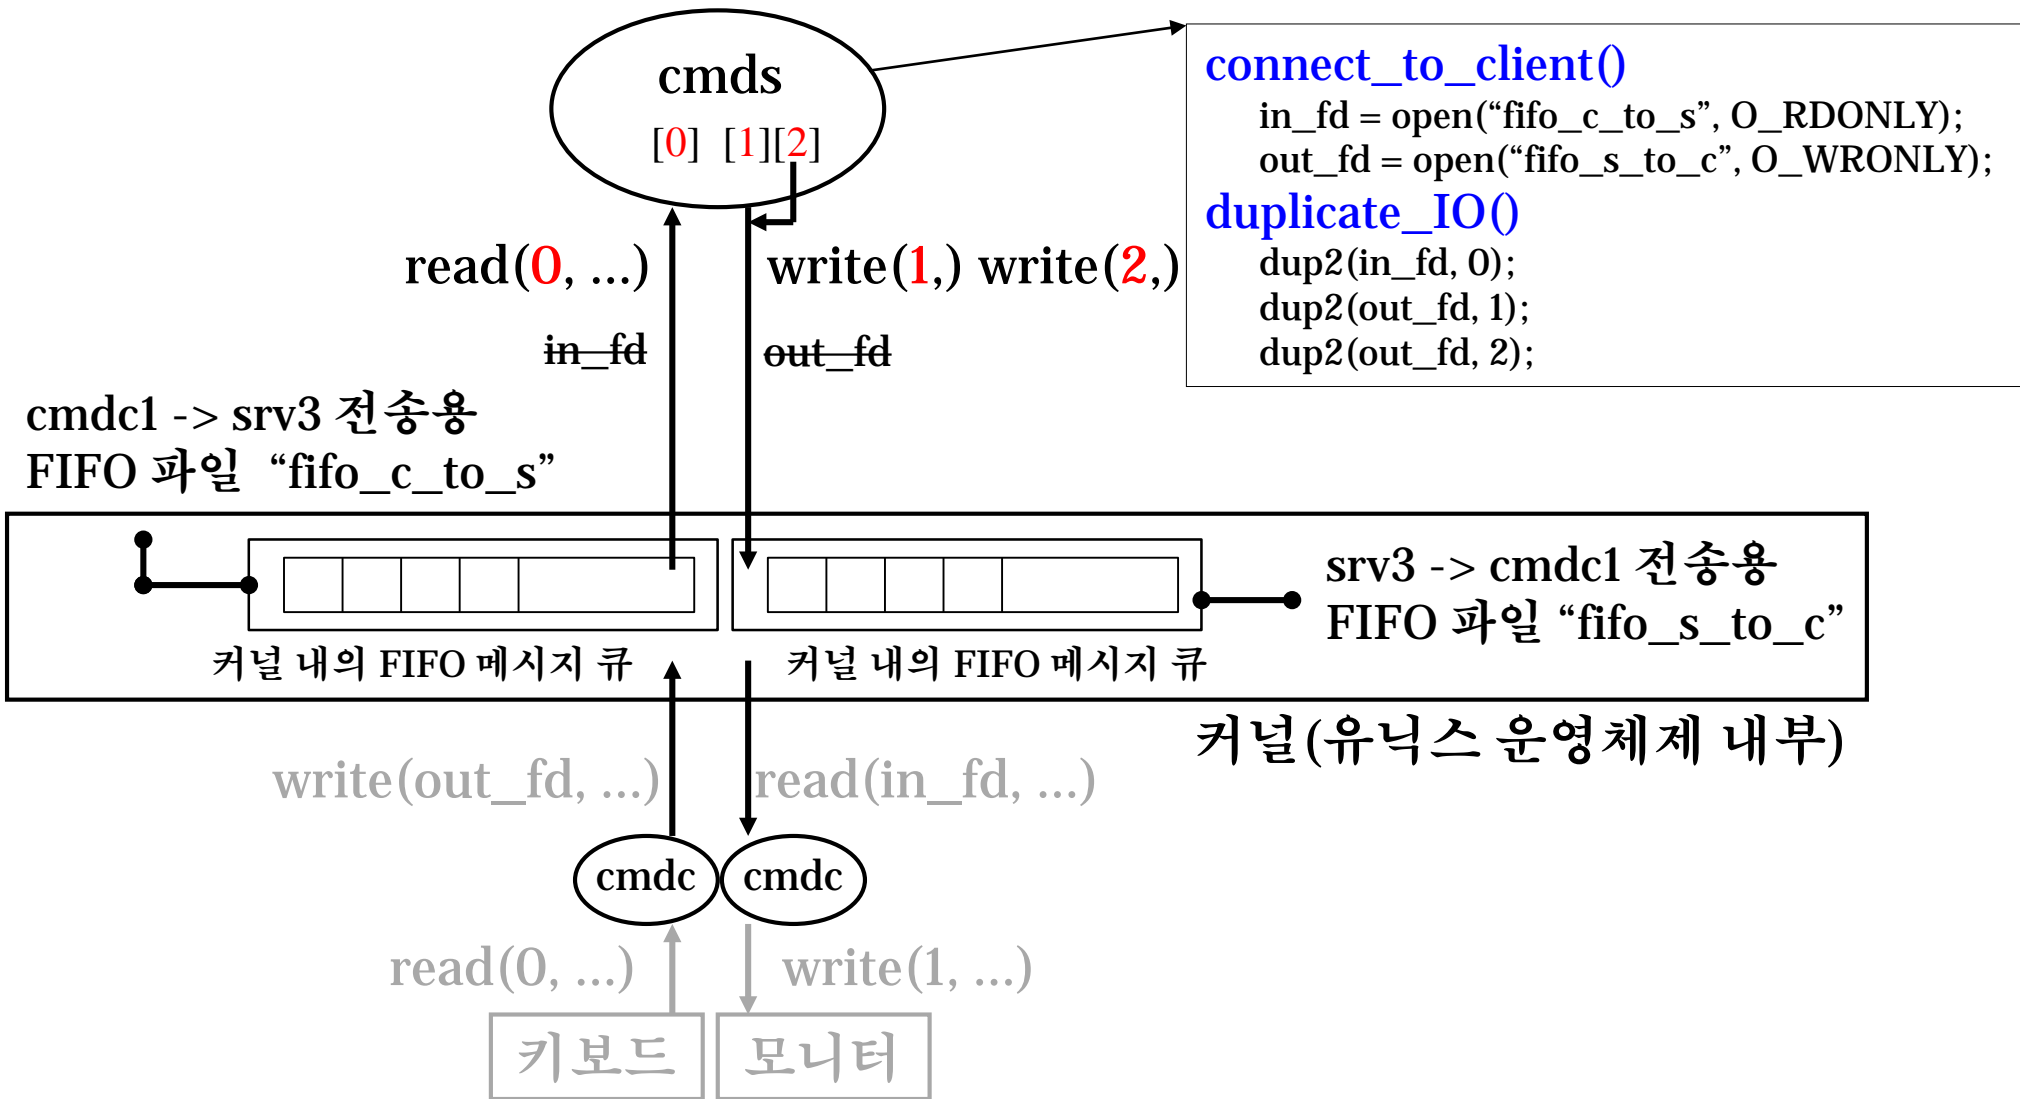 cmds
[0] [1][2]
connect_to_client()
in_fd = open(“fifo_c_to_s”, O_RDONLY);
out_fd = open(“fifo_s_to_c”, O_WRONLY);
duplicate_IO()
dup2(in_fd, 0);
dup2(out_fd, 1);
dup2(out_fd, 2);
read(0, ...)
write(1,) write(2,)
in_fd
out_fd
cmdc1 -> srv3 전송용
FIFO 파일 “fifo_c_to_s”
srv3 -> cmdc1 전송용
FIFO 파일 “fifo_s_to_c”
커널 내의 FIFO 메시지 큐
커널 내의 FIFO 메시지 큐
커널(유닉스 운영체제 내부)
write(out_fd, ...)
read(in_fd, ...)
cmdc
cmdc
read(0, ...)
write(1, ...)
키보드
모니터